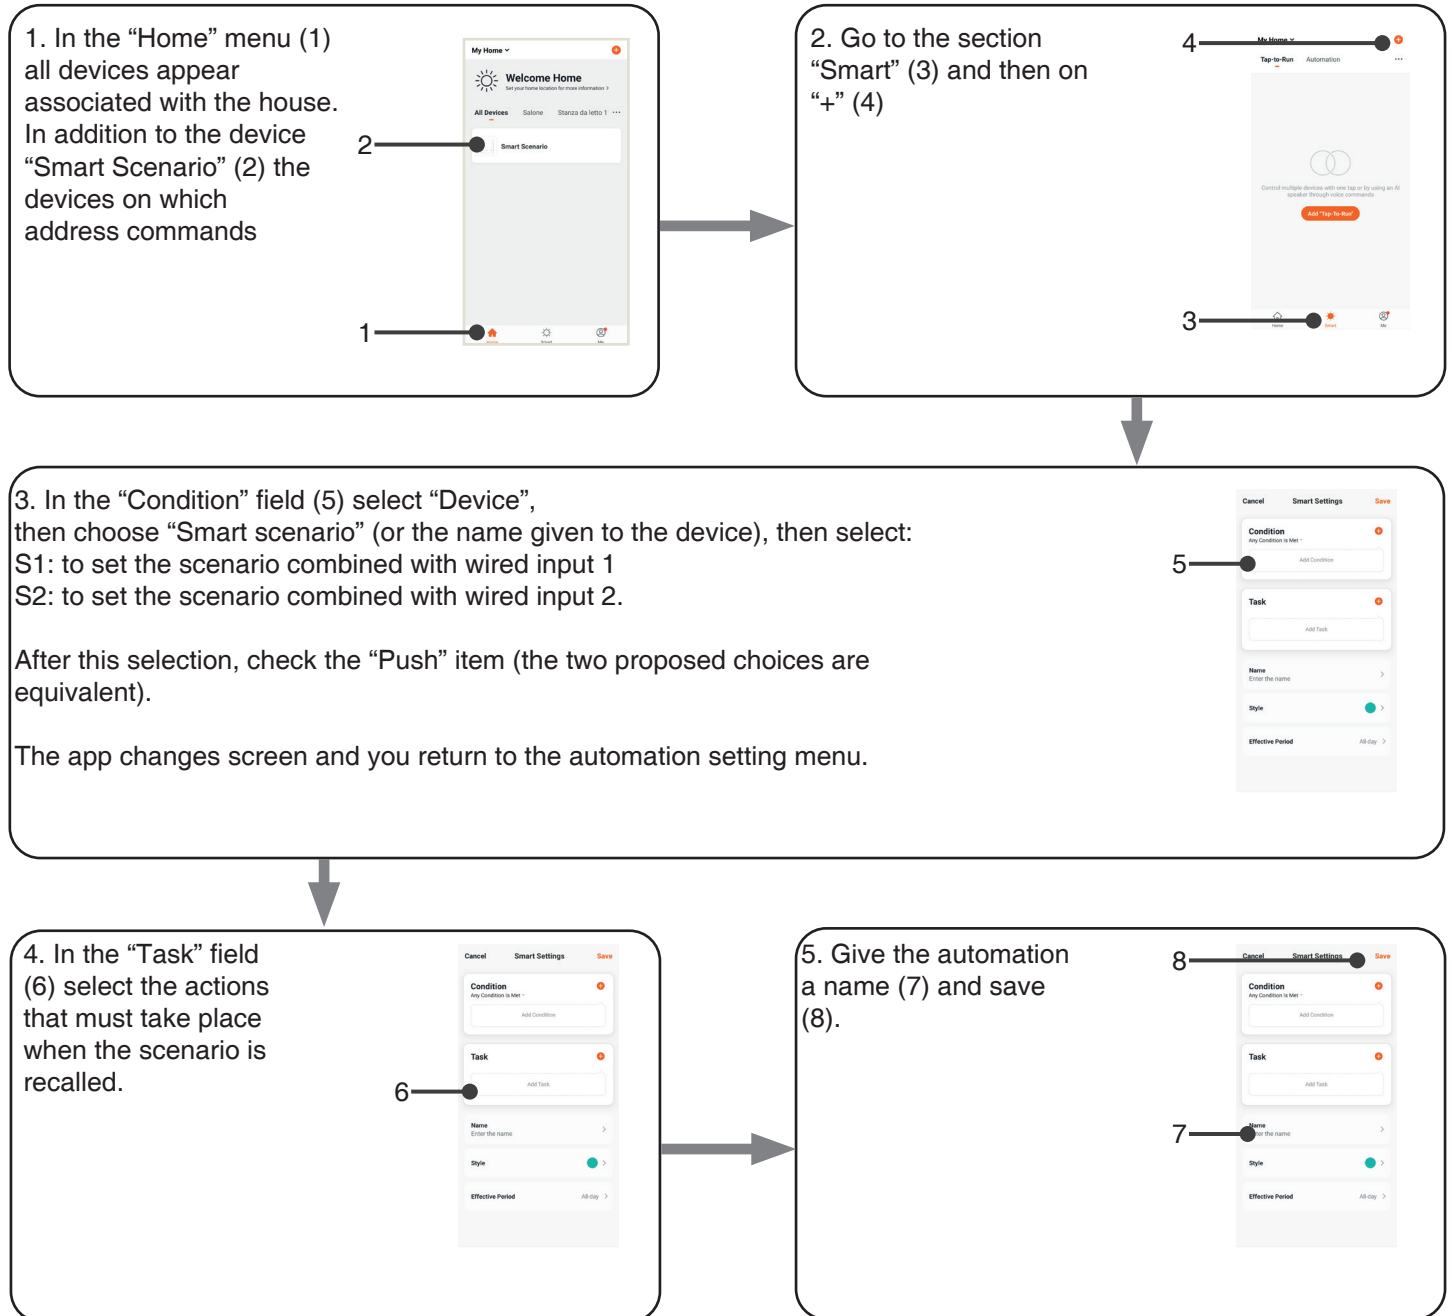 1. In the “Home” menu (1)
all devices appear
associated with the house.
In addition to the device
“Smart Scenario” (2) the
devices on which
address commands
2
1
My Home
Welcome Home
Set your home location for more information >
All Devices Salone Stanza da letto 1 ...
Smart Scenario
Home Smart Me
2. Go to the section
“Smart” (3) and then on
“+” (4)
4
3
My Home
Tap-to-Run Automation ...
Control multiple devices with one tap or by using an AI
speaker through voice commands
Add "Tap-To-Run"
Home Smart Me
3. In the “Condition” field (5) select “Device”,
then choose “Smart scenario” (or the name given to the device), then select:
S1: to set the scenario combined with wired input 1
S2: to set the scenario combined with wired input 2.
After this selection, check the “Push” item (the two proposed choices are
equivalent).
The app changes screen and you return to the automation setting menu.
5
Cancel Smart Settings Save
Condition
Any Condition is Met
Add Condition
Task
Add Task
Name
Enter the name
Style
Effective Period All-day >
4. In the “Task” field
(6) select the actions
that must take place
when the scenario is
recalled.
6
Cancel Smart Settings Save
Condition
Any Condition is Met
Add Condition
Task
Add Task
Name
Enter the name
Style
Effective Period All-day >
5. Give the automation
a name (7) and save
(8).
8
7
Cancel Smart Settings Save
Condition
Any Condition is Met
Add Condition
Task
Add Task
Name
Enter the name
Style
Effective Period All-day >